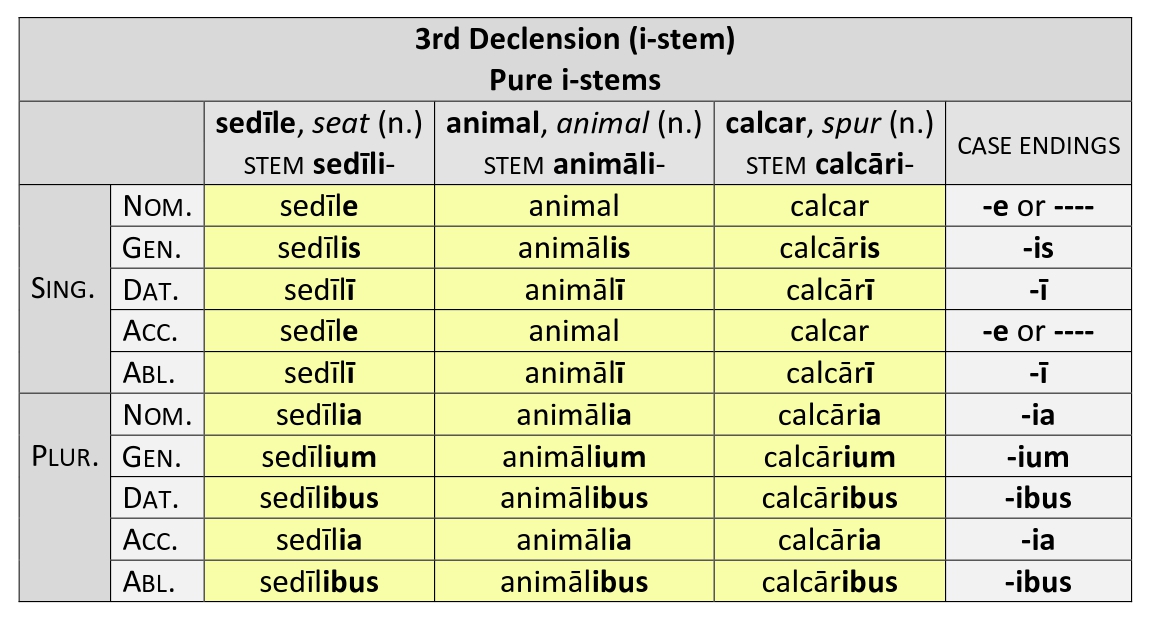 3rd Declension (i-stem)
Pure i-stems
sedīle, seat (n.) animal, animal (n.) calcar, spur (n.) CASE ENDINGS
STEM sedīli- STEM animāli- STEM calcāri-
SING.
NOM. sedīle animal calcar -e or ----
GEN. sedīlis animālis calcāris -is
DAT. sedīlī animālī calcārī -ī
ACC. sedīle animal calcar -e or ----
ABL. sedīlī animālī calcārī -ī
PLUR.
NOM. sedīlia animālia calcāria -ia
GEN. sedīlium animālium calcārium -ium
DAT. sedīlibus animālibus calcāribus -ibus
ACC. sedīlia animālia calcāria -ia
ABL. sedīlibus animālibus calcāribus -ibus